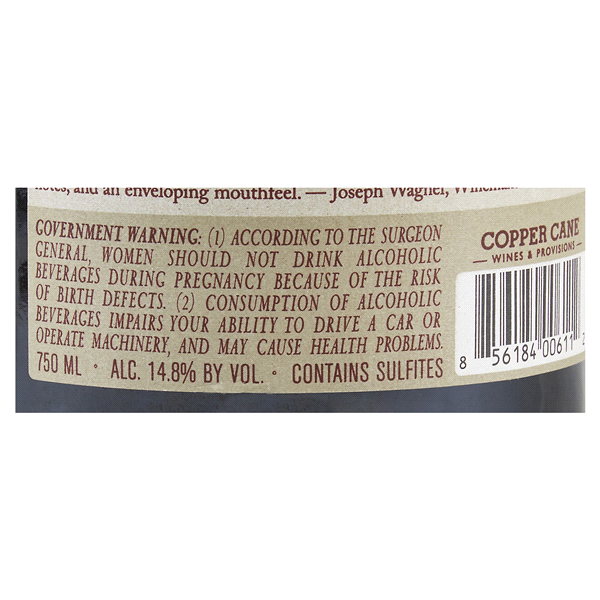 notes, and an enveloping mouthfeel. — Joseph Wagner,
GOVERNMENT WARNING: (1) ACCORDING TO THE SURGEON
GENERAL, WOMEN SHOULD NOT DRINK ALCOHOLIC
BEVERAGES DURING PREGNANCY BECAUSE OF THE RISK
OF BIRTH DEFECTS. (2) CONSUMPTION OF ALCOHOLIC
BEVERAGES IMPAIRS YOUR ABILITY TO DRIVE A CAR OR
OPERATE MACHINERY, AND MAY CAUSE HEALTH PROBLEMS.
750 ML · ALC. 14.8% BY VOL. · CONTAINS SULFITES
COPPER CANE
— WINES & PROVISIONS —
8 56184 00611